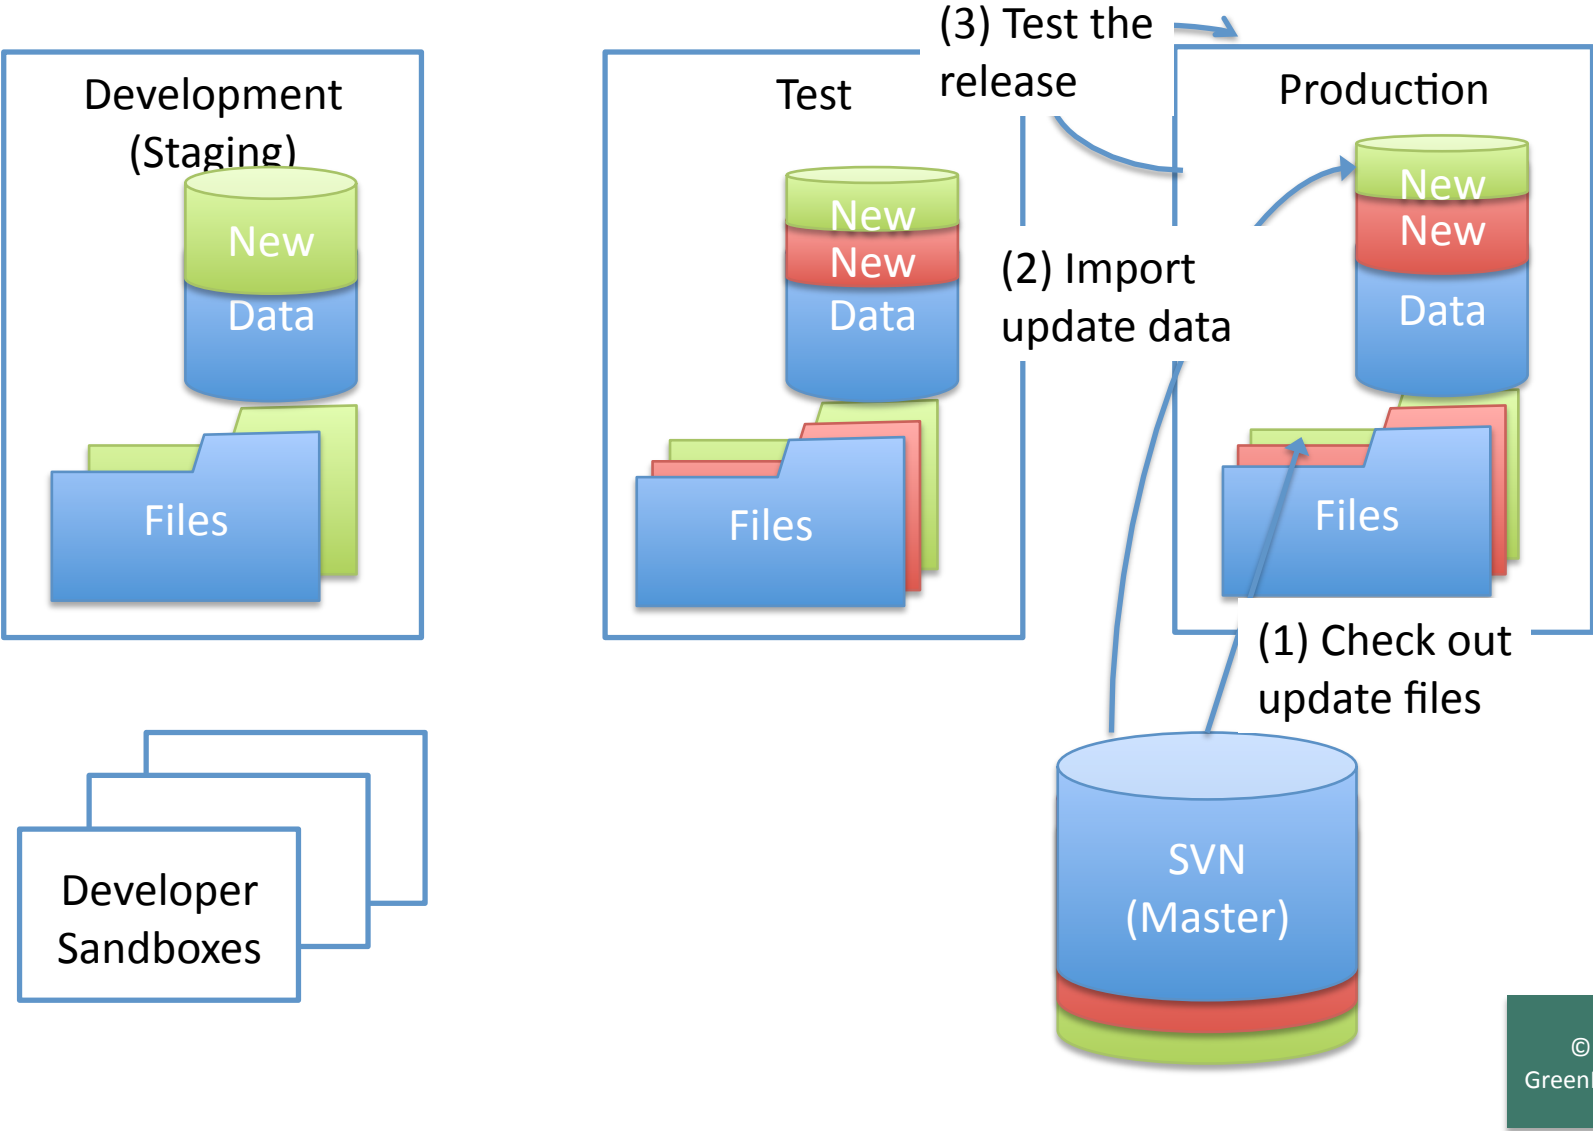 (3) Test the
release
Development
(Staging)
Test
Production
New
Data
Files
New
New
Data
Files
(2) Import
update data
New
New
Data
Files
(1) Check out
update files
Developer
Sandboxes
SVN
(Master)
©